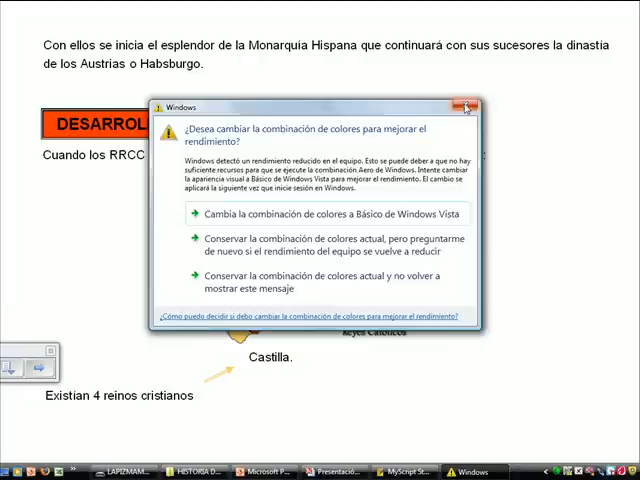 Con ellos se inicia el esplendor de la Monarquía Hispana que continuará con sus sucesores la dinastía
de los Austrias o Habsburgo.
Windows
DESARROL
¿Desea cambiar la combinación de colores para mejorar el
rendimiento?
Cuando los RRCC
Windows detectó un rendimiento reducido en el equipo. Esto se puede deber a que no hay
suficiente recursos para que se ejecute la combinación Aero de Windows. Intente cambiar
la apariencia visual a Básico de Windows Vista para mejorar el rendimiento. El cambio se
aplicará la siguiente vez que inicie sesión en Windows.
Cambia la combinación de colores a Básico de Windows Vista
Conservar la combinación de colores actual, pero preguntarme
de nuevo si el rendimiento del equipo se vuelve a reducir
Conservar la combinación de colores actual y no volver a
mostrar este mensaje
¿Cómo puedo decidir si debo cambiar la combinación de colores para mejorar el rendimiento?
Reyes Católicos
Castilla.
Existian 4 reinos cristianos
LAPIZMAM... HISTORIA D... Microsoft P... Presentació... MyScript St... Windows